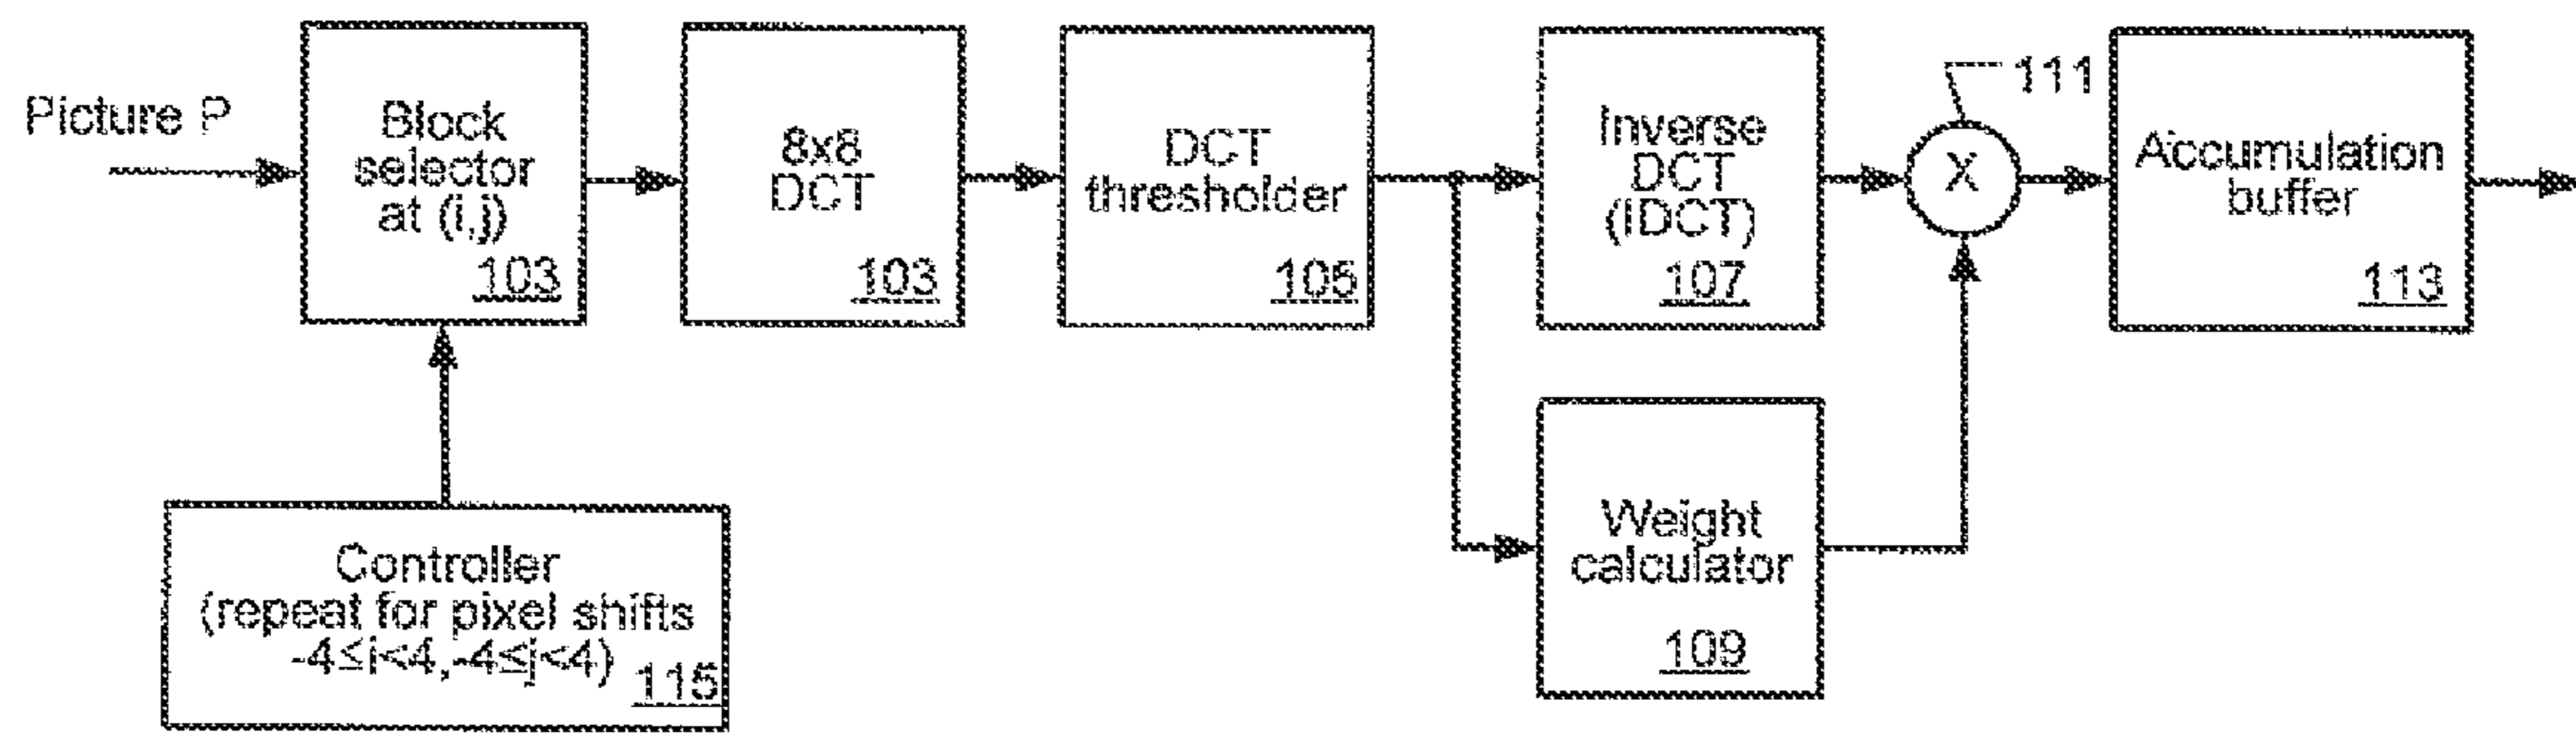 Picture P
Block
selector
at (i,j)
103
8x8
DCT
103
DCT
thresholder
105
Inverse
DCT
(IDCT)
107
111
X
Accumulation
buffer
113
Controller
(repeat for pixel shifts
-4≤i<4,-4≤j<4)
115
Weight
calculator
109